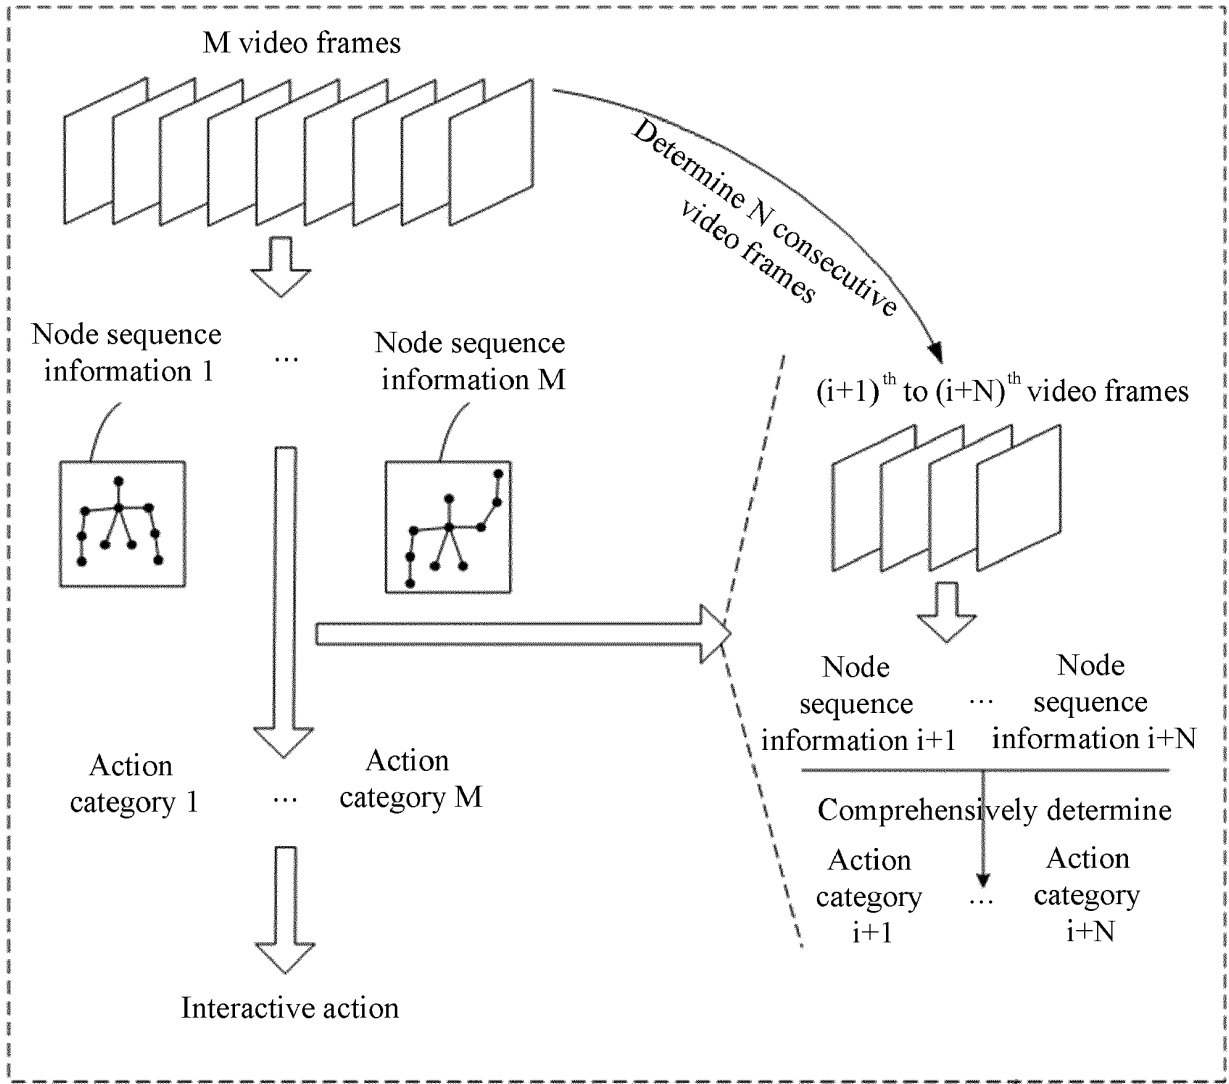 M video frames
Determine N consecutive
video frames
Node sequence
information 1
...
Node sequence
information M
(i+1)th to (i+N)th video frames
Node
sequence
information i+1
...
Node
sequence
information i+N
Action
category 1
...
Action
category M
Comprehensively determine
Action
category
i+1
...
Action
category
i+N
Interactive action